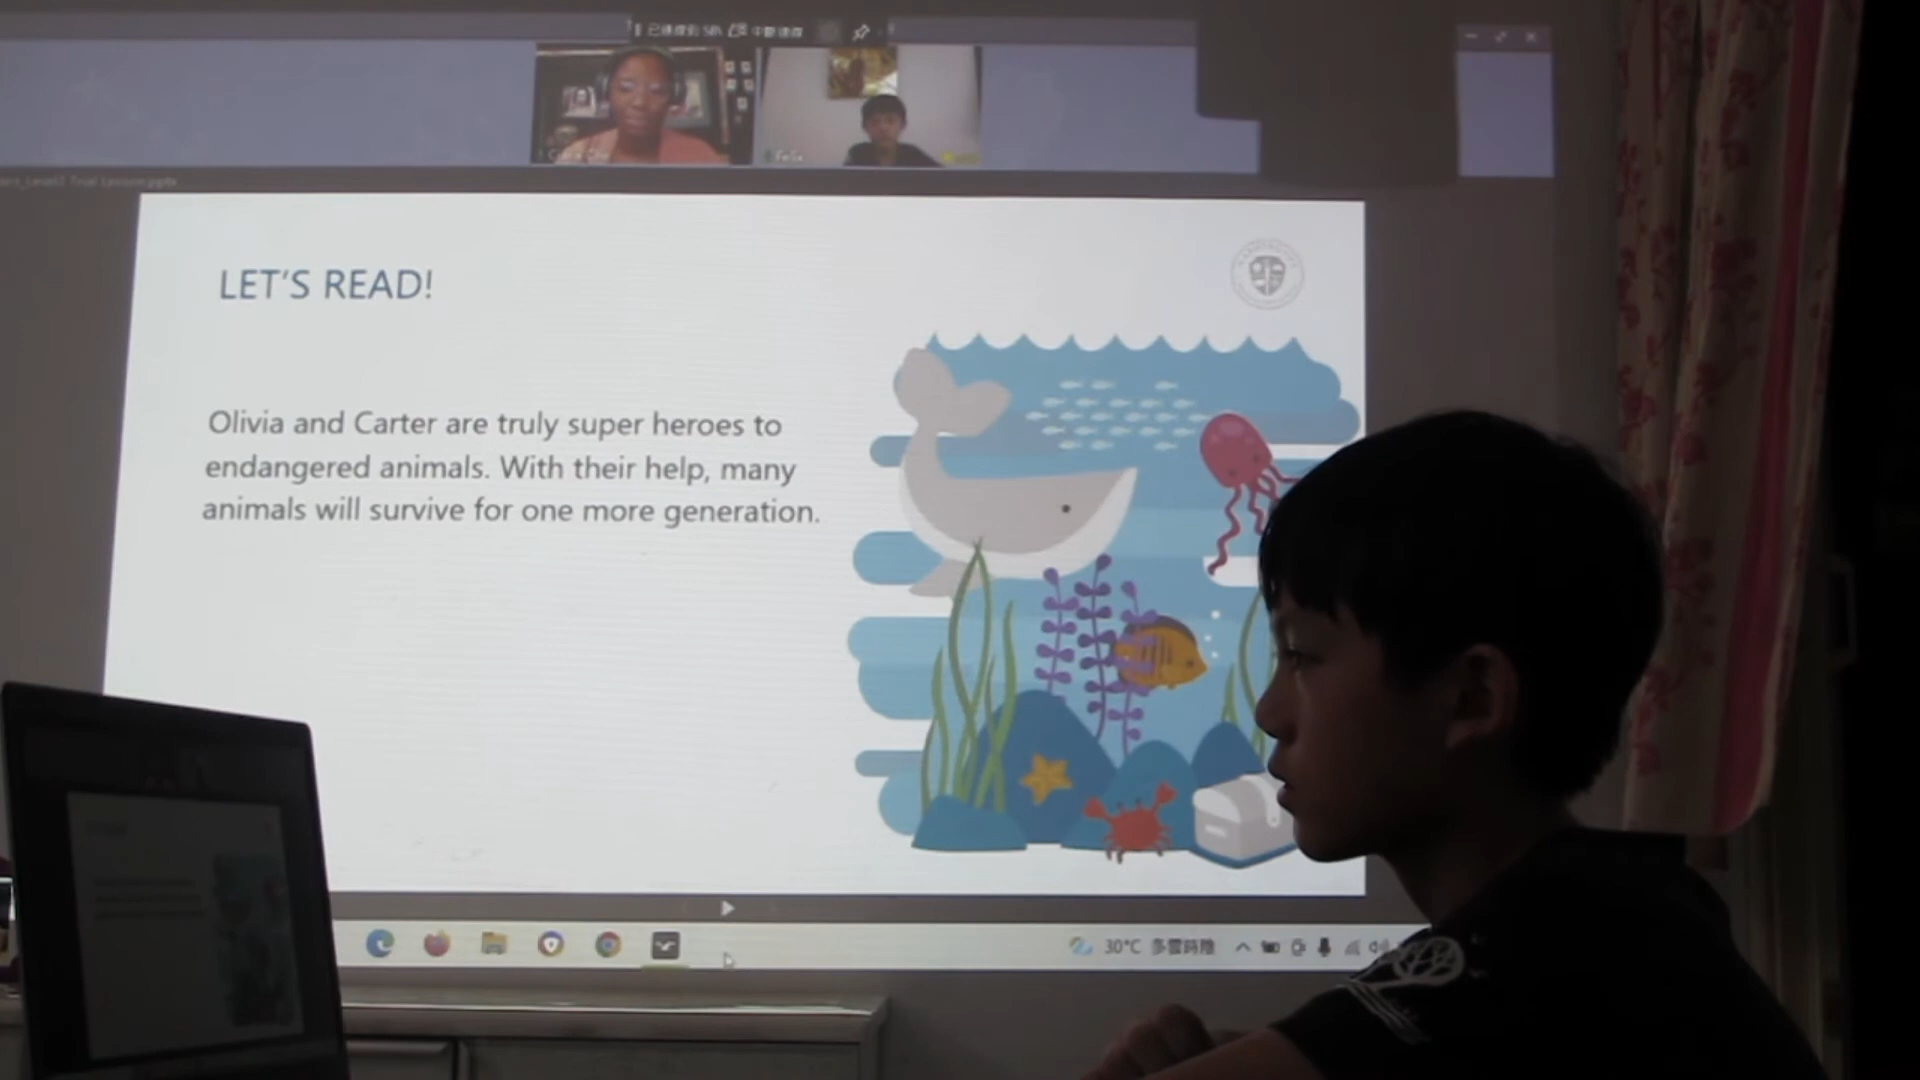 Felix
LET'S READ!
Olivia and Carter are truly super heroes to
endangered animals. With their help, many
animals will survive for one more generation.
30°C 多雲時陰